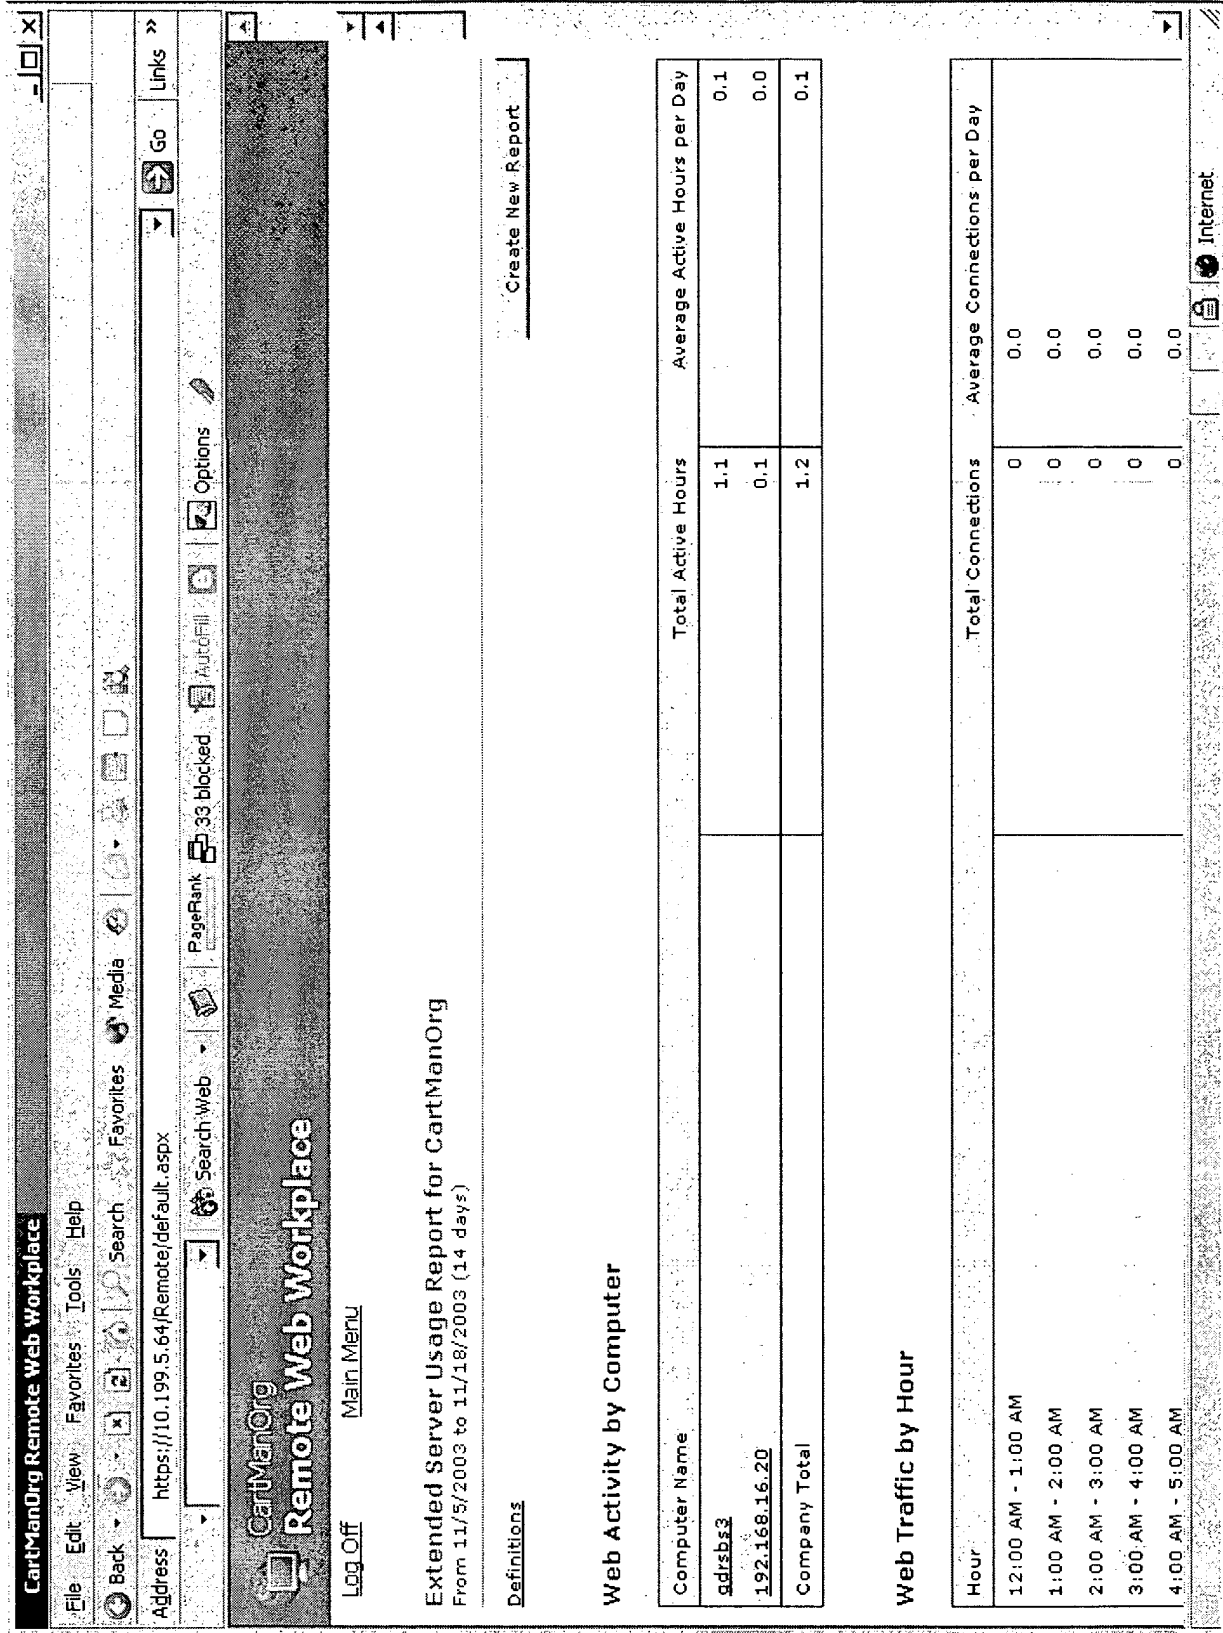 CartManOrg Remote Web Workplace
File Edit View Favorites Tools Help
Back Search Favorites Media
Address https://10.199.5.64/Remote/default.aspx Go Links »
Search Web PageRank 33 blocked AutoFill Options
CartManOrg
Remote Web Workplace
Log Off Main Menu
Extended Server Usage Report for CartManOrg
From 11/5/2003 to 11/18/2003 (14 days)
Definitions Create New Report
Web Activity by Computer
Computer Name Total Active Hours Average Active Hours per Day
gdrsbs3 1.1 0.1
192.168.16.20 0.1 0.0
Company Total 1.2 0.1
Web Traffic by Hour
Hour Total Connections Average Connections per Day
12:00 AM - 1:00 AM 0 0.0
1:00 AM - 2:00 AM 0 0.0
2:00 AM - 3:00 AM 0 0.0
3:00 AM - 4:00 AM 0 0.0
4:00 AM - 5:00 AM 0 0.0
Internet